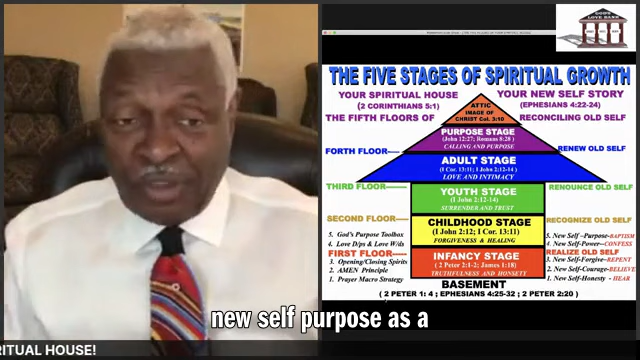 GOD'S
LOVE BANK
THE FIVE STAGES OF SPIRITUAL GROWTH
YOUR SPIRITUAL HOUSE
(2 CORINTHIANS 5:1)
YOUR NEW SELF STORY
(EPHESIANS 4:22-24)
ATTIC
IMAGE OF
CHRIST Col. 3:10
THE FIFTH FLOORS OF
RECONCILING OLD SELF
PURPOSE STAGE
(John 12:27; Romans 8:28)
CALLING AND PURPOSE
FORTH FLOOR
RENEW OLD SELF
ADULT STAGE
(I Cor. 13:11; I John 2:12-14)
LOVE AND INTIMACY
THIRD FLOOR
RENOUNCE OLD SELF
YOUTH STAGE
(I John 2:12-14)
SURRENDER AND TRUST
SECOND FLOOR
RECOGNIZE OLD SELF
CHILDHOOD STAGE
(I John 2:12; I Cor. 13:11)
FORGIVENESS & HEALING
5. God's Purpose Toolbox
4. Love D/ps & Love W/ds
FIRST FLOOR
3. Opening/Closing Spirits
2. AMEN Principle
1. Prayer Macro Strategy
5. New Self -Purpose-BAPTISM
4. New Self-Power-CONFESS
REALIZE OLD SELF
3. New Self-Forgive-REPENT
2. New Self-Courage-BELIEVE
1. New Self-Honesty - HEAR
INFANCY STAGE
(2 Peter 2:1-2; James 1:18)
TRUTHFULNESS AND HONSETY
BASEMENT
( 2 PETER 1: 4 ; EPHESIANS 4:25-32 ; 2 PETER 2:20 )
new self purpose as a
RITUAL HOUSE!